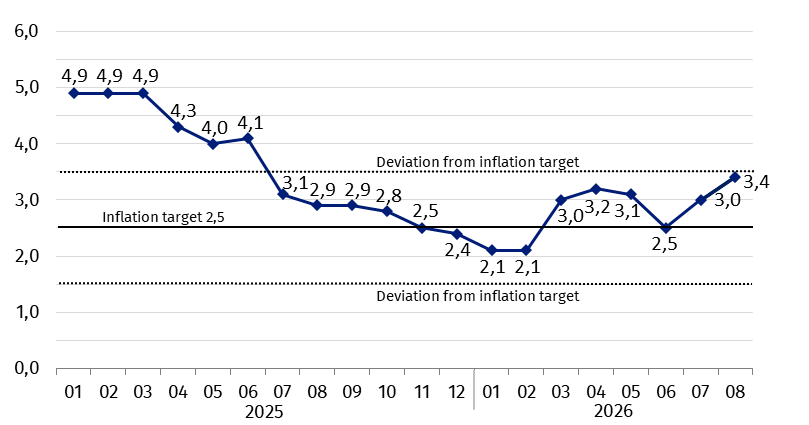 6,0
5,0
4,0
3,0
2,0
1,0
0,0
4,9 4,9 4,9 4,3 4,0 4,1 3,1 2,9 2,9 2,8 2,5 2,4 2,1 2,1 3,0 3,2 3,1 2,5 3,0 3,4
Deviation from inflation target
Inflation target 2,5
Deviation from inflation target
01 02 03 04 05 06 07 08 09 10 11 12 01 02 03 04 05 06 07 08
2025 2026